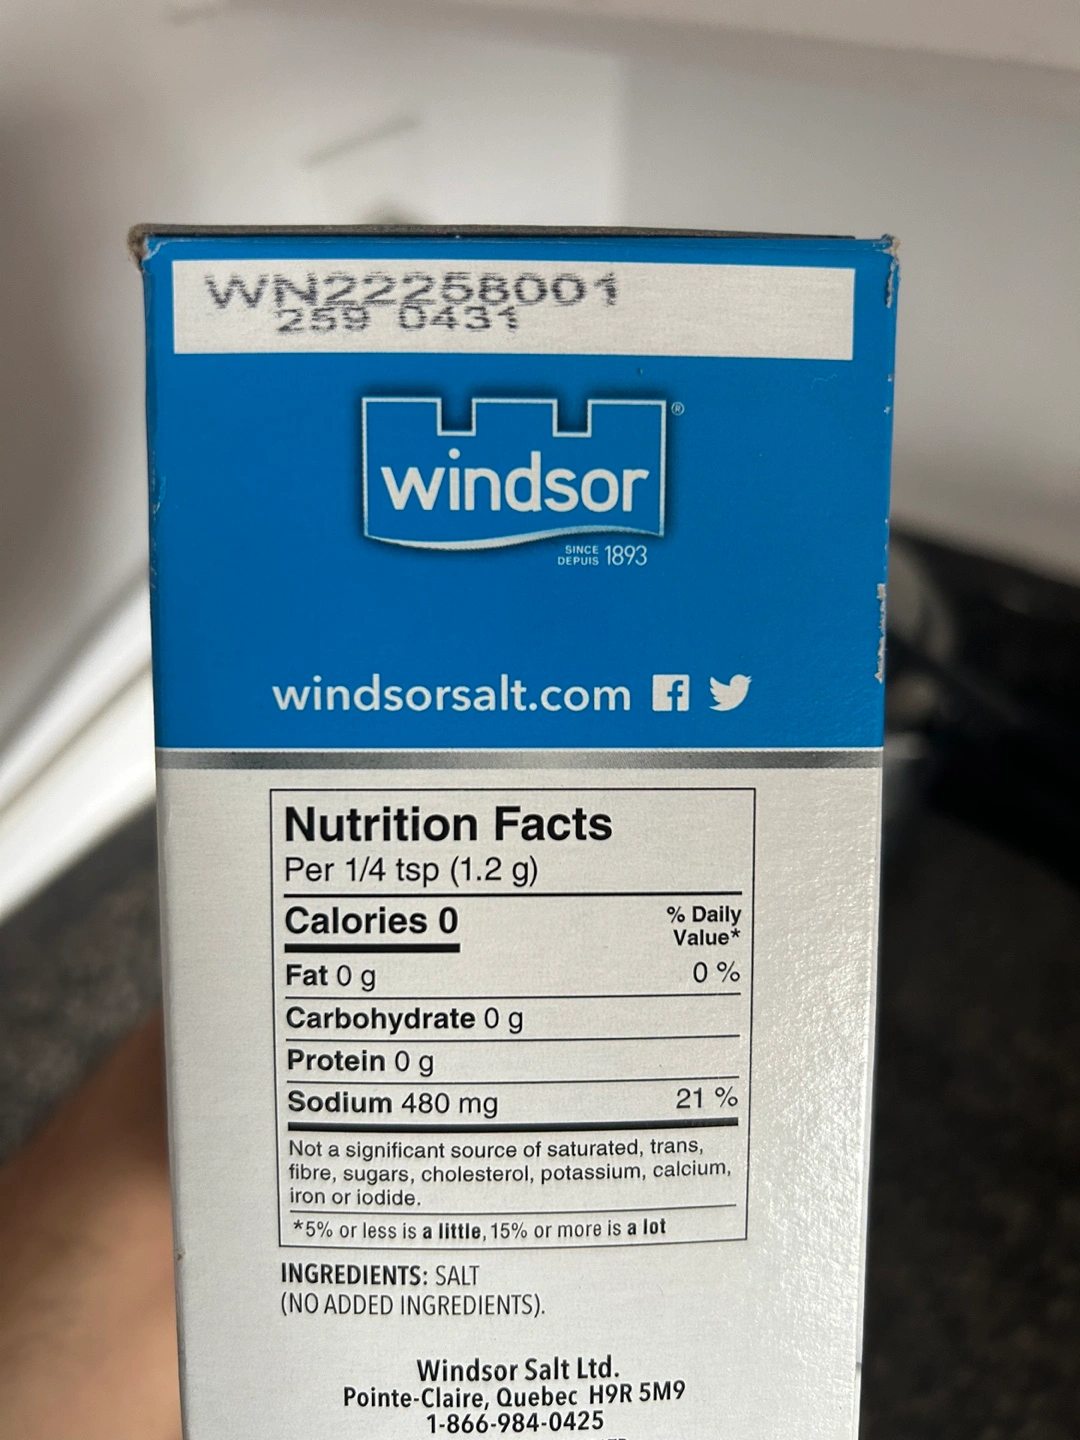 WN22258001
259 0431
windsor®
SINCE
DEPUIS 1893
windsorsalt.com
Nutrition Facts
Per 1/4 tsp (1.2 g)
Calories 0
% Daily
Value*
Fat 0 g 0 %
Carbohydrate 0 g
Protein 0 g
Sodium 480 mg 21 %
Not a significant source of saturated, trans,
fibre, sugars, cholesterol, potassium, calcium,
iron or iodide.
*5% or less is a little, 15% or more is a lot
INGREDIENTS: SALT
(NO ADDED INGREDIENTS).
Windsor Salt Ltd.
Pointe-Claire, Quebec H9R 5M9
1-866-984-0425